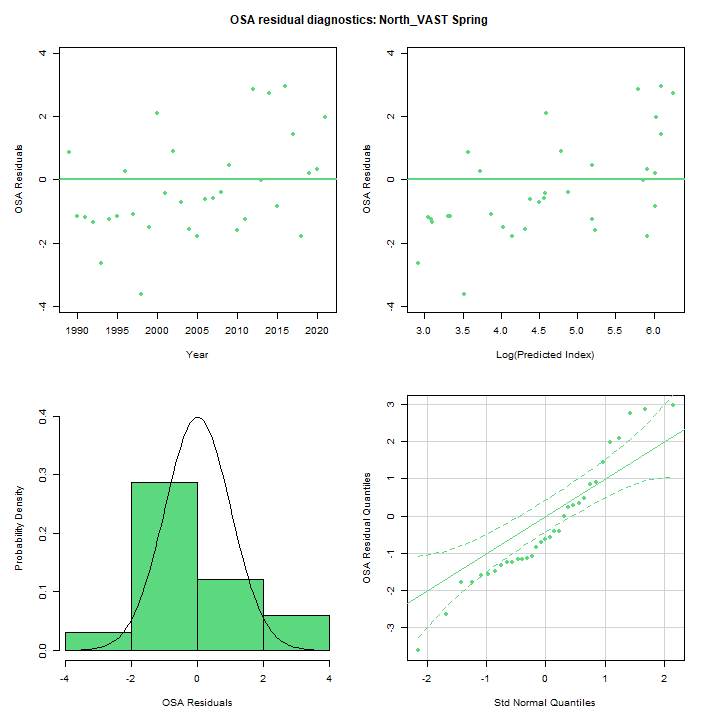 OSA residual diagnostics: North_VAST Spring
OSA Residuals
4
2
0
-2
-4
1990 1995 2000 2005 2010 2015 2020
Year
OSA Residuals
4
2
0
-2
-4
3.0 3.5 4.0 4.5 5.0 5.5 6.0
Log(Predicted Index)
Probability Density
0.4
0.3
0.2
0.1
0.0
-4 -2 0 2 4
OSA Residuals
OSA Residual Quantiles
3
2
1
0
-1
-2
-3
-2 -1 0 1 2
Std Normal Quantiles